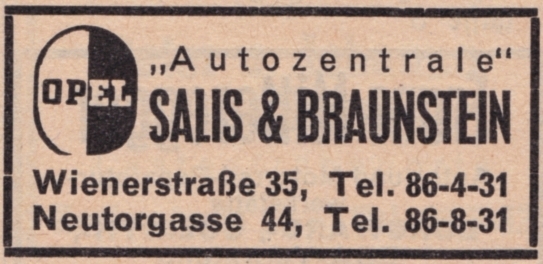 OPEL
„Autozentrale“
SALIS & BRAUNSTEIN
Wienerstraße 35, Tel. 86-4-31
Neutorgasse 44, Tel. 86-8-31